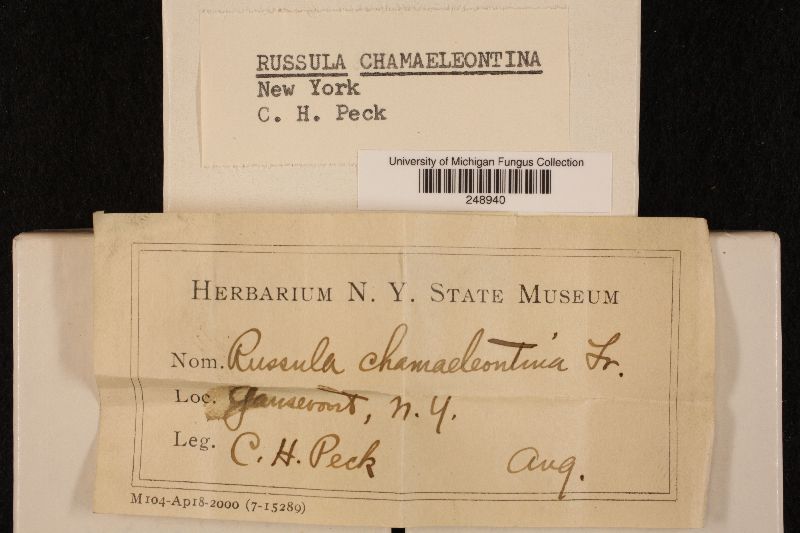 RUSSULA CHAMAELEONTINA
New York
C. H. Peck
University of Michigan Fungus Collection
248940
HERBARIUM N. Y. STATE MUSEUM
Nom. Russula chamaeleontina Fr.
Loc. Gansevoort, N.Y.
Leg. C. H. Peck Aug.
M104-Ap18-2000 (7-15289)